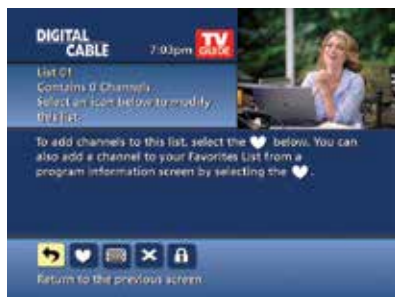 DIGITAL
CABLE
7:03pm
TV
GUIDE
List 01
Contains 0 Channels
Select an icon below to modify
this list.
To add channels to this list, select the below. You can
also add a channel to your Favorites List from a
program information screen by selecting the .
Return to the previous screen